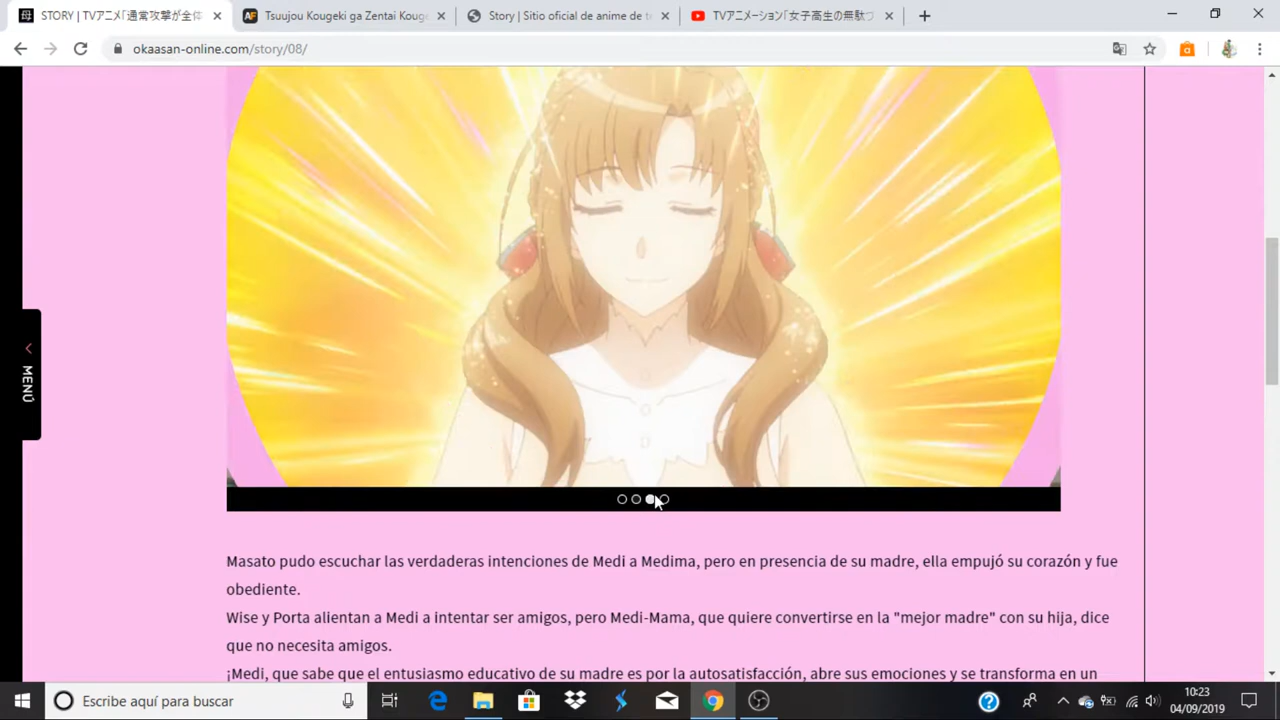 STORY | TVアニメ「通常攻撃が全体
Tsuujou Kougeki ga Zentai Kouge
Story | Sitio oficial de anime de te
TVアニメーション「女子高生の無駄づ
okaasan-online.com/story/08/
MENÚ
Masato pudo escuchar las verdaderas intenciones de Medi a Medima, pero en presencia de su madre, ella empujó su corazón y fue
obediente.
Wise y Porta alientan a Medi a intentar ser amigos, pero Medi-Mama, que quiere convertirse en la "mejor madre" con su hija, dice
que no necesita amigos.
¡Medi, que sabe que el entusiasmo educativo de su madre es por la autosatisfacción, abre sus emociones y se transforma en un
Escribe aquí para buscar
10:23
04/09/2019